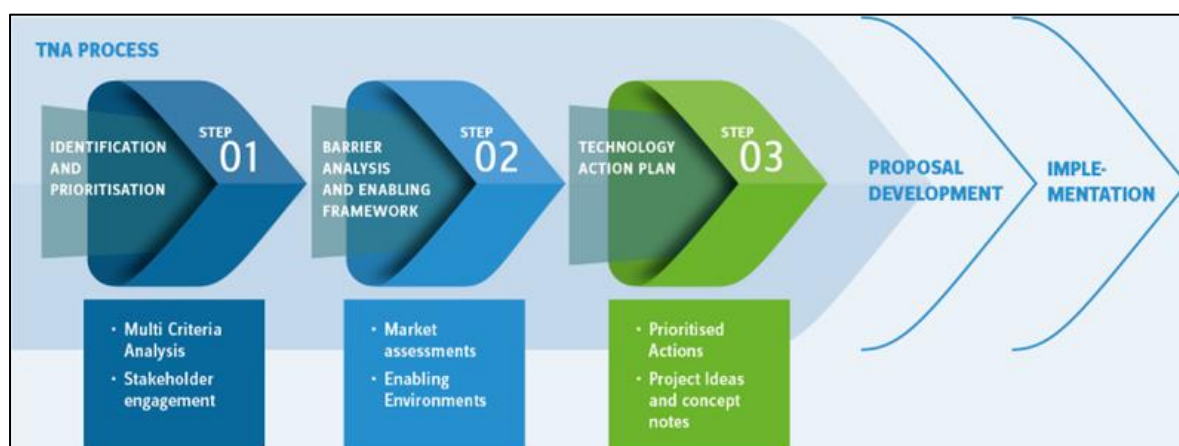 TNA PROCESS
IDENTIFICATION
AND
PRIORITISATION
STEP
01
BARRIER
ANALYSIS
AND ENABLING
FRAMEWORK
STEP
02
TECHNOLOGY
ACTION PLAN
STEP
03
PROPOSAL
DEVELOPMENT
IMPLE-
MENTATION
• Multi Criteria
Analysis
• Stakeholder
engagement
• Market
assessments
• Enabling
Environments
• Prioritised
Actions
• Project Ideas
and concept
notes